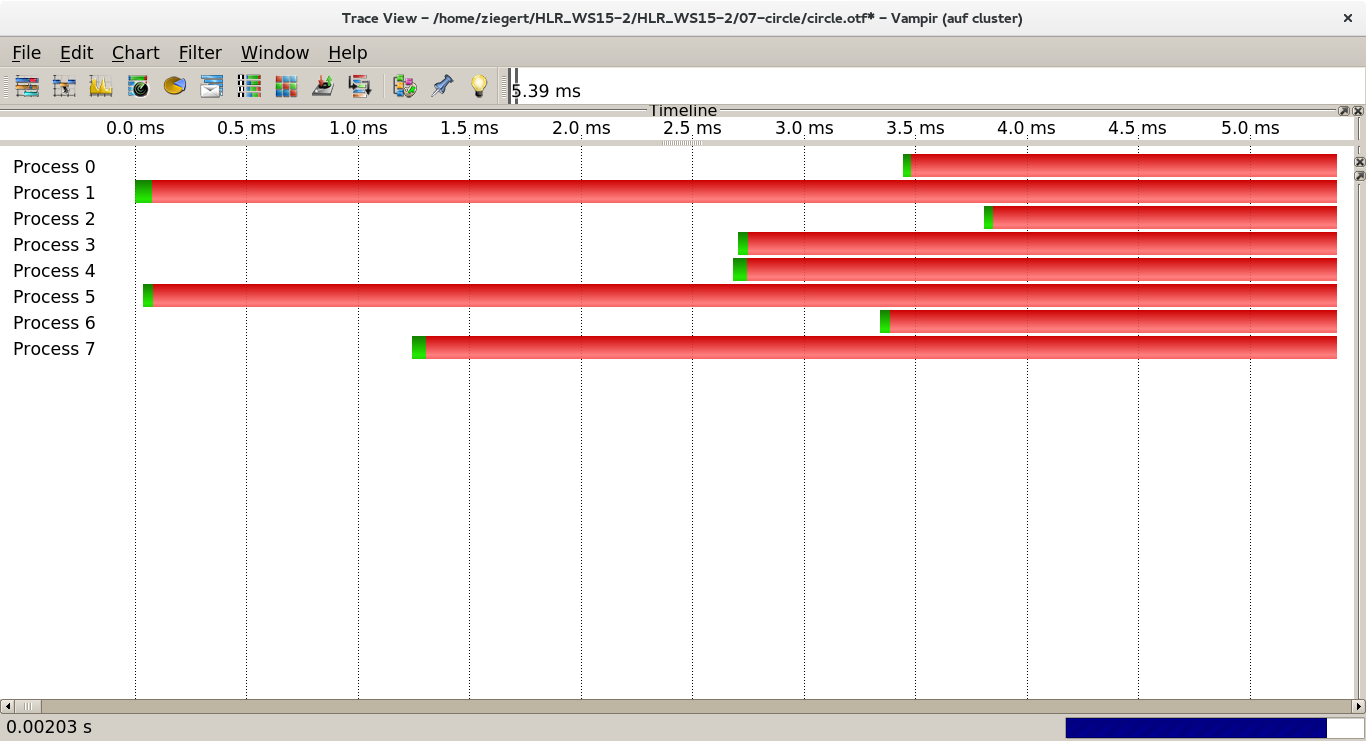 Trace View – /home/ziegert/HLR_WS15-2/HLR_WS15-2/07-circle/circle.otf* – Vampir (auf cluster)
File Edit Chart Filter Window Help
5.39 ms
Timeline
0.0 ms 0.5 ms 1.0 ms 1.5 ms 2.0 ms 2.5 ms 3.0 ms 3.5 ms 4.0 ms 4.5 ms 5.0 ms
Process 0
Process 1
Process 2
Process 3
Process 4
Process 5
Process 6
Process 7
0.00203 s